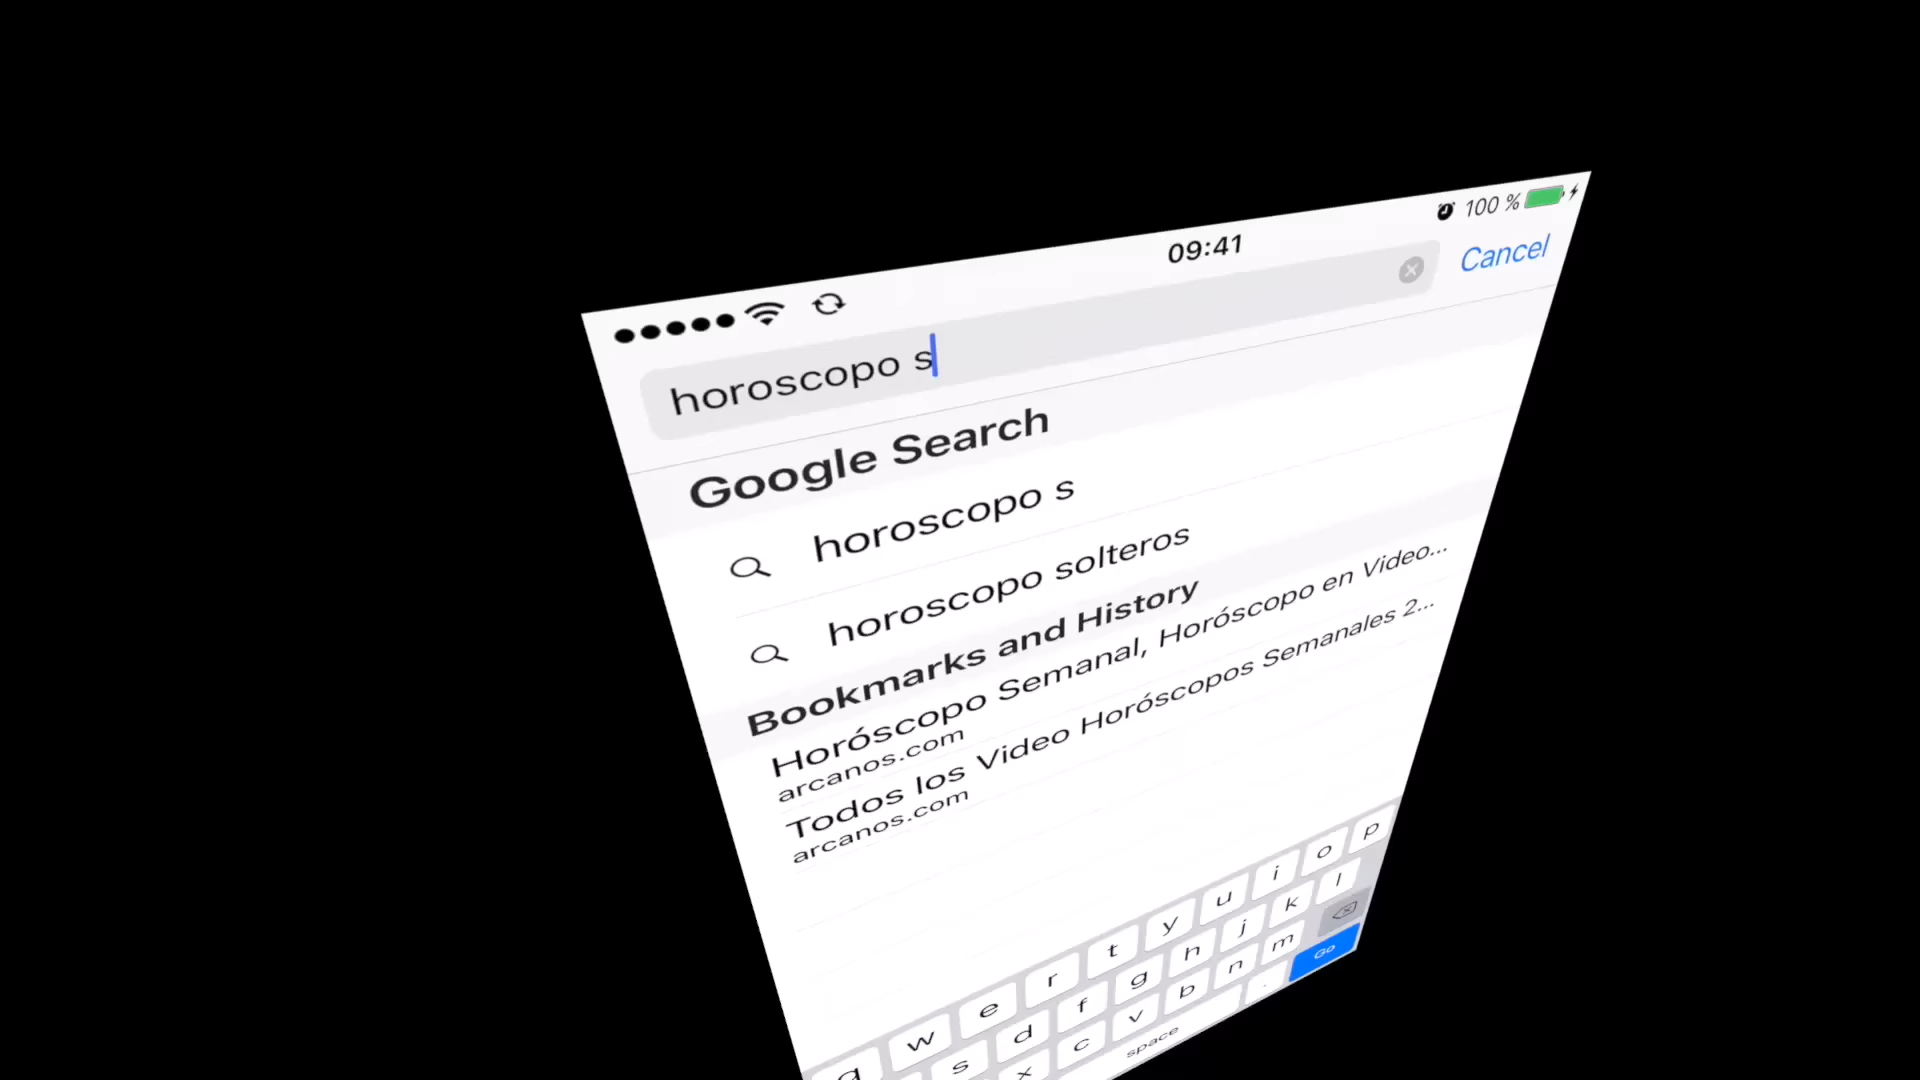 09:41
100 %
horoscopo s
Cancel
Google Search
horoscopo s
horoscopo solteros
Bookmarks and History
Horóscopo Semanal, Horóscopo en Video...
arcanos.com
Todos los Video Horóscopos Semanales 2...
arcanos.com
q w e r t y u i o p
s d f g h j k l
x c v b n m
space . Go